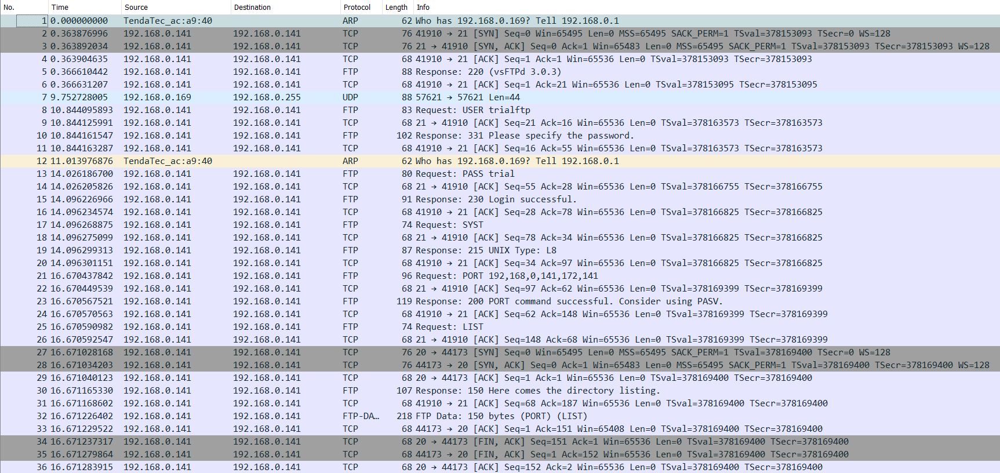 No. Time Source Destination Protocol Length Info
1 0.000000000 TendaTec_ac:a9:40 ARP 62 Who has 192.168.0.169? Tell 192.168.0.1
2 0.363876996 192.168.0.141 192.168.0.141 TCP 76 41910 → 21 [SYN] Seq=0 Win=65495 Len=0 MSS=65495 SACK_PERM=1 TSval=378153093 TSecr=0 WS=128
3 0.363892034 192.168.0.141 192.168.0.141 TCP 76 21 → 41910 [SYN, ACK] Seq=0 Ack=1 Win=65483 Len=0 MSS=65495 SACK_PERM=1 TSval=378153093 TSecr=378153093 WS=128
4 0.363904635 192.168.0.141 192.168.0.141 TCP 68 41910 → 21 [ACK] Seq=1 Ack=1 Win=65536 Len=0 TSval=378153093 TSecr=378153093
5 0.366610442 192.168.0.141 192.168.0.141 FTP 88 Response: 220 (vsFTPd 3.0.3)
6 0.366631207 192.168.0.141 192.168.0.141 TCP 68 41910 → 21 [ACK] Seq=1 Ack=21 Win=65536 Len=0 TSval=378153095 TSecr=378153095
7 9.752728005 192.168.0.169 192.168.0.255 UDP 88 57621 → 57621 Len=44
8 10.844095893 192.168.0.141 192.168.0.141 FTP 83 Request: USER trialftp
9 10.844125991 192.168.0.141 192.168.0.141 TCP 68 21 → 41910 [ACK] Seq=21 Ack=16 Win=65536 Len=0 TSval=378163573 TSecr=378163573
10 10.844161547 192.168.0.141 192.168.0.141 FTP 102 Response: 331 Please specify the password.
11 10.844163287 192.168.0.141 192.168.0.141 TCP 68 41910 → 21 [ACK] Seq=16 Ack=55 Win=65536 Len=0 TSval=378163573 TSecr=378163573
12 11.013976876 TendaTec_ac:a9:40 ARP 62 Who has 192.168.0.169? Tell 192.168.0.1
13 14.026186700 192.168.0.141 192.168.0.141 FTP 80 Request: PASS trial
14 14.026205826 192.168.0.141 192.168.0.141 TCP 68 21 → 41910 [ACK] Seq=55 Ack=28 Win=65536 Len=0 TSval=378166755 TSecr=378166755
15 14.096226966 192.168.0.141 192.168.0.141 FTP 91 Response: 230 Login successful.
16 14.096234574 192.168.0.141 192.168.0.141 TCP 68 41910 → 21 [ACK] Seq=28 Ack=78 Win=65536 Len=0 TSval=378166825 TSecr=378166825
17 14.096268875 192.168.0.141 192.168.0.141 FTP 74 Request: SYST
18 14.096275099 192.168.0.141 192.168.0.141 TCP 68 21 → 41910 [ACK] Seq=78 Ack=34 Win=65536 Len=0 TSval=378166825 TSecr=378166825
19 14.096299313 192.168.0.141 192.168.0.141 FTP 87 Response: 215 UNIX Type: L8
20 14.096301151 192.168.0.141 192.168.0.141 TCP 68 41910 → 21 [ACK] Seq=34 Ack=97 Win=65536 Len=0 TSval=378166825 TSecr=378166825
21 16.670437842 192.168.0.141 192.168.0.141 FTP 96 Request: PORT 192,168,0,141,172,141
22 16.670449539 192.168.0.141 192.168.0.141 TCP 68 21 → 41910 [ACK] Seq=97 Ack=62 Win=65536 Len=0 TSval=378169399 TSecr=378169399
23 16.670567521 192.168.0.141 192.168.0.141 FTP 119 Response: 200 PORT command successful. Consider using PASV.
24 16.670570563 192.168.0.141 192.168.0.141 TCP 68 41910 → 21 [ACK] Seq=62 Ack=148 Win=65536 Len=0 TSval=378169399 TSecr=378169399
25 16.670590982 192.168.0.141 192.168.0.141 FTP 74 Request: LIST
26 16.670592547 192.168.0.141 192.168.0.141 TCP 68 21 → 41910 [ACK] Seq=148 Ack=68 Win=65536 Len=0 TSval=378169399 TSecr=378169399
27 16.671028168 192.168.0.141 192.168.0.141 TCP 76 20 → 44173 [SYN] Seq=0 Win=65495 Len=0 MSS=65495 SACK_PERM=1 TSval=378169400 TSecr=0 WS=128
28 16.671034203 192.168.0.141 192.168.0.141 TCP 76 44173 → 20 [SYN, ACK] Seq=0 Ack=1 Win=65483 Len=0 MSS=65495 SACK_PERM=1 TSval=378169400 TSecr=378169400 WS=128
29 16.671040123 192.168.0.141 192.168.0.141 TCP 68 20 → 44173 [ACK] Seq=1 Ack=1 Win=65536 Len=0 TSval=378169400 TSecr=378169400
30 16.671165330 192.168.0.141 192.168.0.141 FTP 107 Response: 150 Here comes the directory listing.
31 16.671168602 192.168.0.141 192.168.0.141 TCP 68 41910 → 21 [ACK] Seq=68 Ack=187 Win=65536 Len=0 TSval=378169400 TSecr=378169400
32 16.671226402 192.168.0.141 192.168.0.141 FTP-DA… 218 FTP Data: 150 bytes (PORT) (LIST)
33 16.671229522 192.168.0.141 192.168.0.141 TCP 68 44173 → 20 [ACK] Seq=1 Ack=151 Win=65408 Len=0 TSval=378169400 TSecr=378169400
34 16.671237317 192.168.0.141 192.168.0.141 TCP 68 20 → 44173 [FIN, ACK] Seq=151 Ack=1 Win=65536 Len=0 TSval=378169400 TSecr=378169400
35 16.671279864 192.168.0.141 192.168.0.141 TCP 68 44173 → 20 [FIN, ACK] Seq=1 Ack=152 Win=65536 Len=0 TSval=378169400 TSecr=378169400
36 16.671283915 192.168.0.141 192.168.0.141 TCP 68 20 → 44173 [ACK] Seq=152 Ack=2 Win=65536 Len=0 TSval=378169400 TSecr=378169400